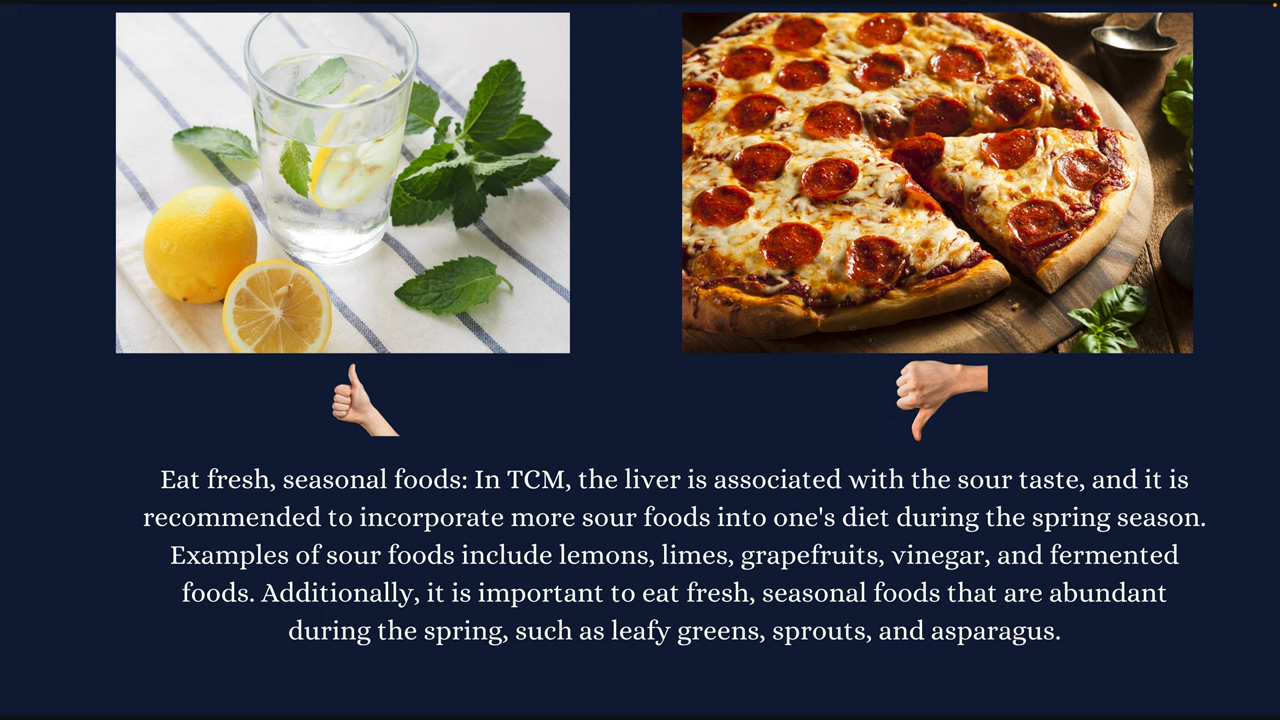 Eat fresh, seasonal foods: In TCM, the liver is associated with the sour taste, and it is
recommended to incorporate more sour foods into one's diet during the spring season.
Examples of sour foods include lemons, limes, grapefruits, vinegar, and fermented
foods. Additionally, it is important to eat fresh, seasonal foods that are abundant
during the spring, such as leafy greens, sprouts, and asparagus.